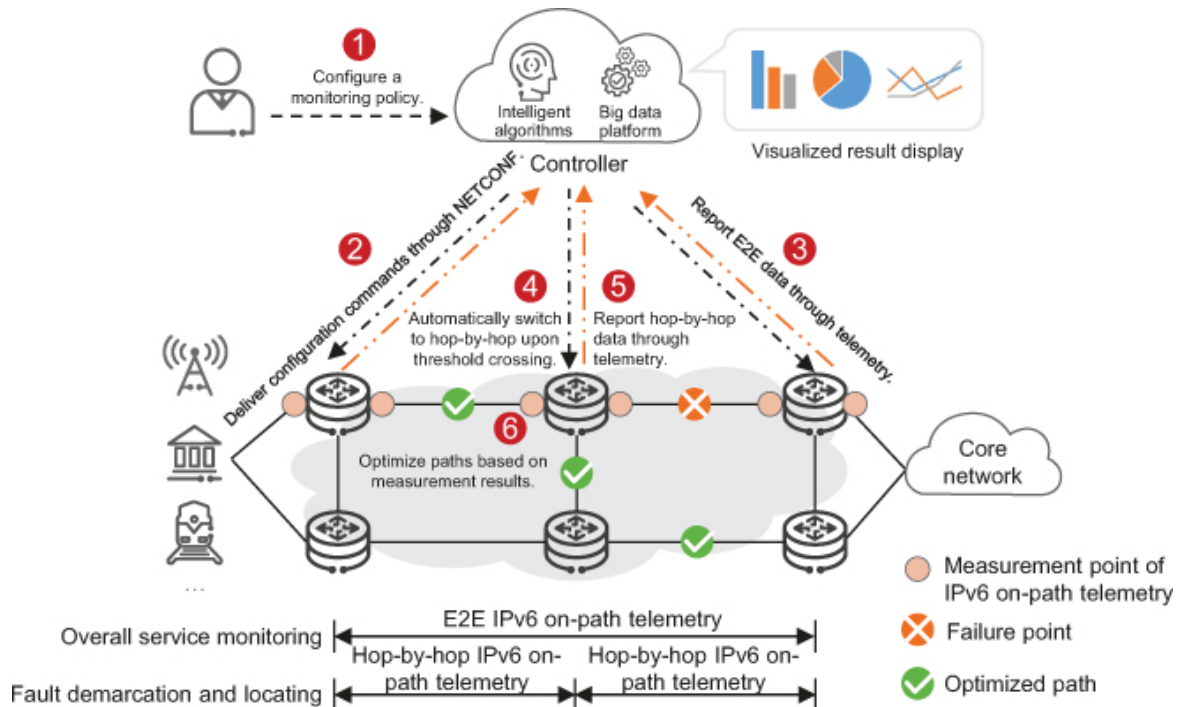 1
Configure a
monitoring policy.
Intelligent
algorithms
Big data
platform
Controller
Visualized result display
2
Deliver configuration commands through NETCONF.
4
Automatically switch
to hop-by-hop upon
threshold crossing.
5
Report hop-by-hop
data through
telemetry.
3
Report E2E data through telemetry.
6
Optimize paths based on
measurement results.
Core
network
...
Measurement point of
IPv6 on-path telemetry
Failure point
Optimized path
Overall service monitoring
E2E IPv6 on-path telemetry
Fault demarcation and locating
Hop-by-hop IPv6 on-
path telemetry
Hop-by-hop IPv6 on-
path telemetry